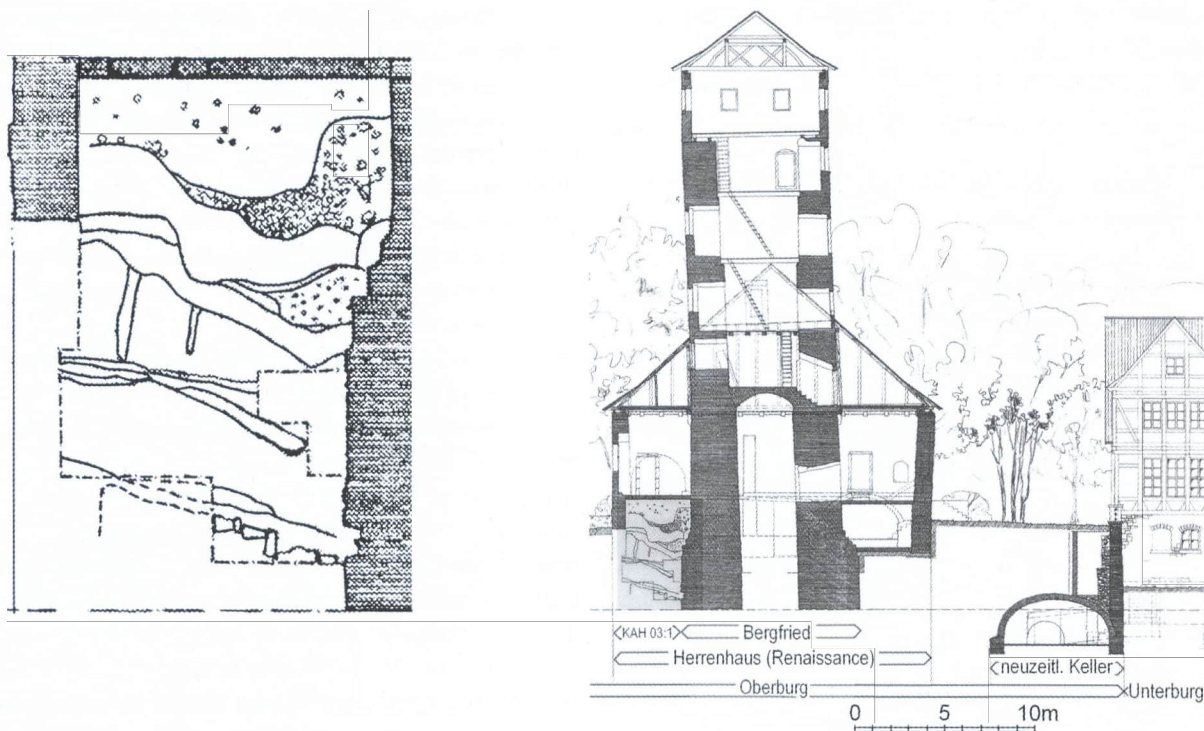 KAH 03:1 Bergfried
Herrenhaus (Renaissance)
neuzeitl. Keller
Oberburg Unterburg
0 5 10m